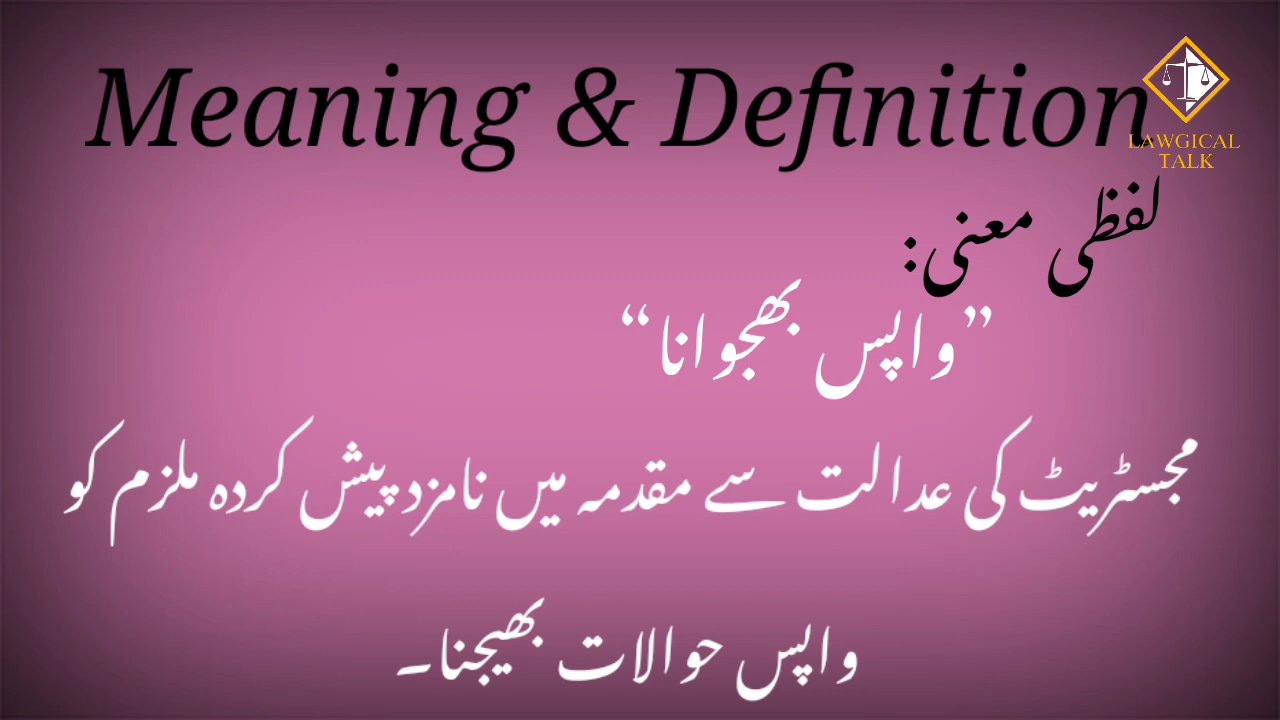 Meaning & Definition
LAWGICAL
TALK
لفظی معنی:
”واپس بھجوانا“
مجسٹریٹ کی عدالت سے مقدمہ میں نامزد پیش کردہ ملزم کو
واپس حوالات بھیجنا۔